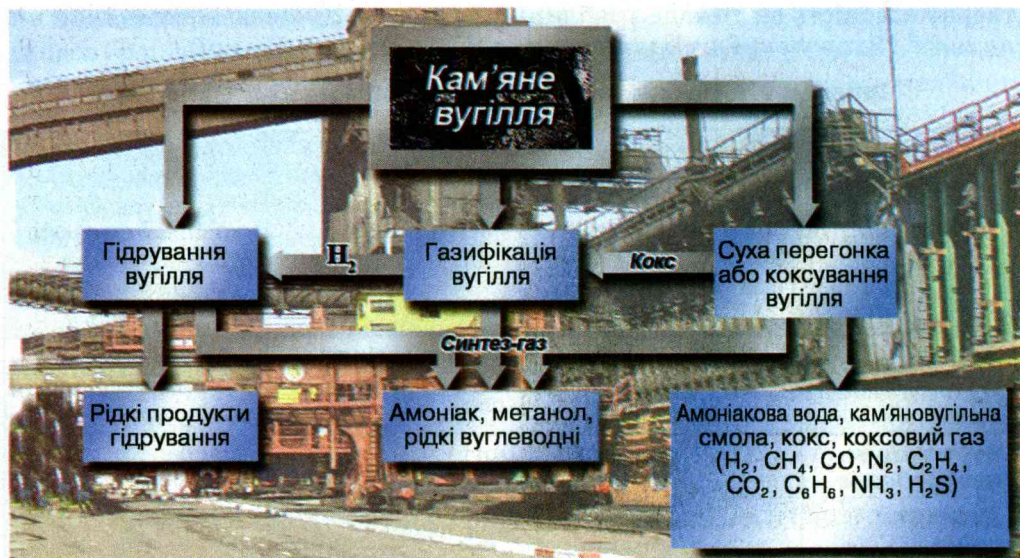 Кам’яне
вугілля
Гідрування
вугілля
H₂
Газифікація
вугілля
Кокс
Суха перегонка
або коксування
вугілля
Синтез-газ
Рідкі продукти
гідрування
Амоніак, метанол,
рідкі вуглеводні
Амоніакова вода, кам’яновугільна
смола, кокс, коксовий газ
(H₂, CH₄, CO, N₂, C₂H₄,
CO₂, C₆H₆, NH₃, H₂S)